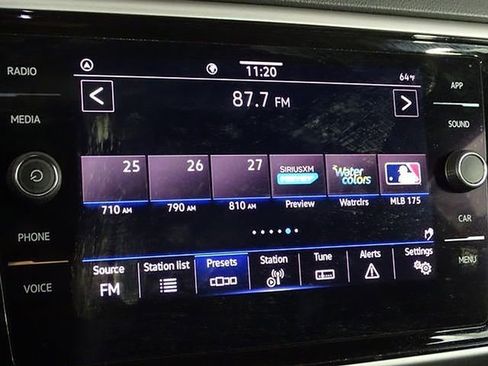 RADIO
MEDIA
PHONE
VOICE
11:20
64°F
87.7 FM
25
26
27
SIRIUSXM
Water colors
710 AM
790 AM
810 AM
Preview
Watrclrs
MLB 175
Source
FM
Station list
Presets
Station
Tune
Alerts
Settings
APP
SOUND
CAR
MENU